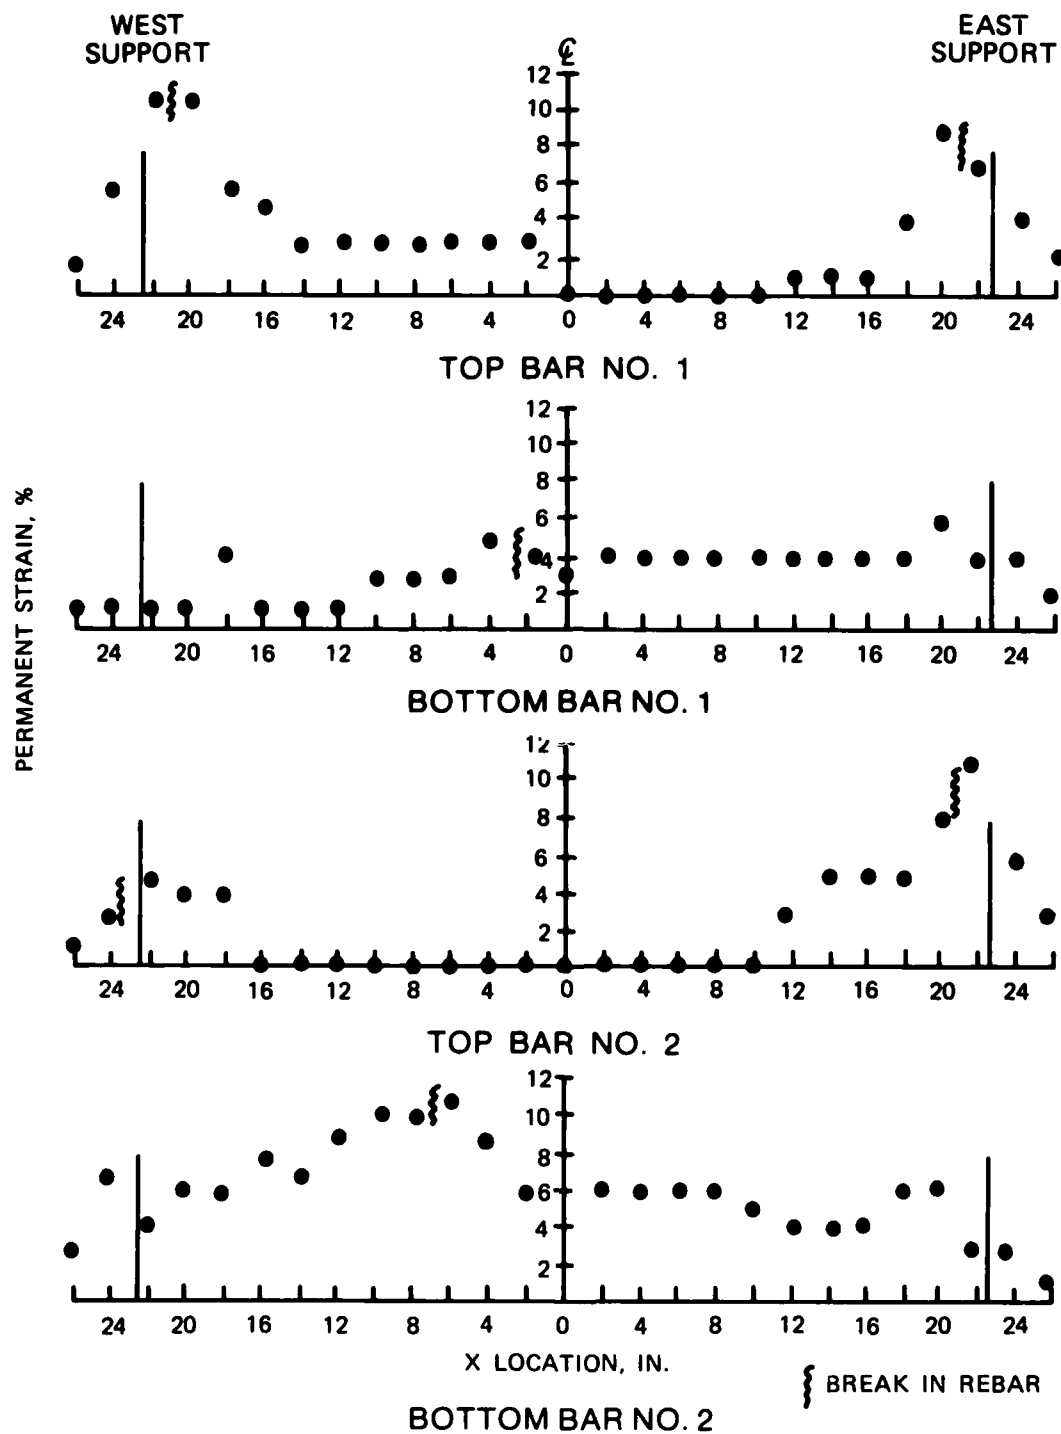 WEST
SUPPORT
EAST
SUPPORT
℄
12
10
8
6
4
2
24 20 16 12 8 4 0 4 8 12 16 20 24
TOP BAR NO. 1
12
10
8
6
4
2
24 20 16 12 8 4 0 4 8 12 16 20 24
BOTTOM BAR NO. 1
PERMANENT STRAIN, %
12
10
8
6
4
2
24 20 16 12 8 4 0 4 8 12 16 20 24
TOP BAR NO. 2
12
10
8
6
4
2
24 20 16 12 8 4 0 4 8 12 16 20 24
X LOCATION, IN.
BREAK IN REBAR
BOTTOM BAR NO. 2